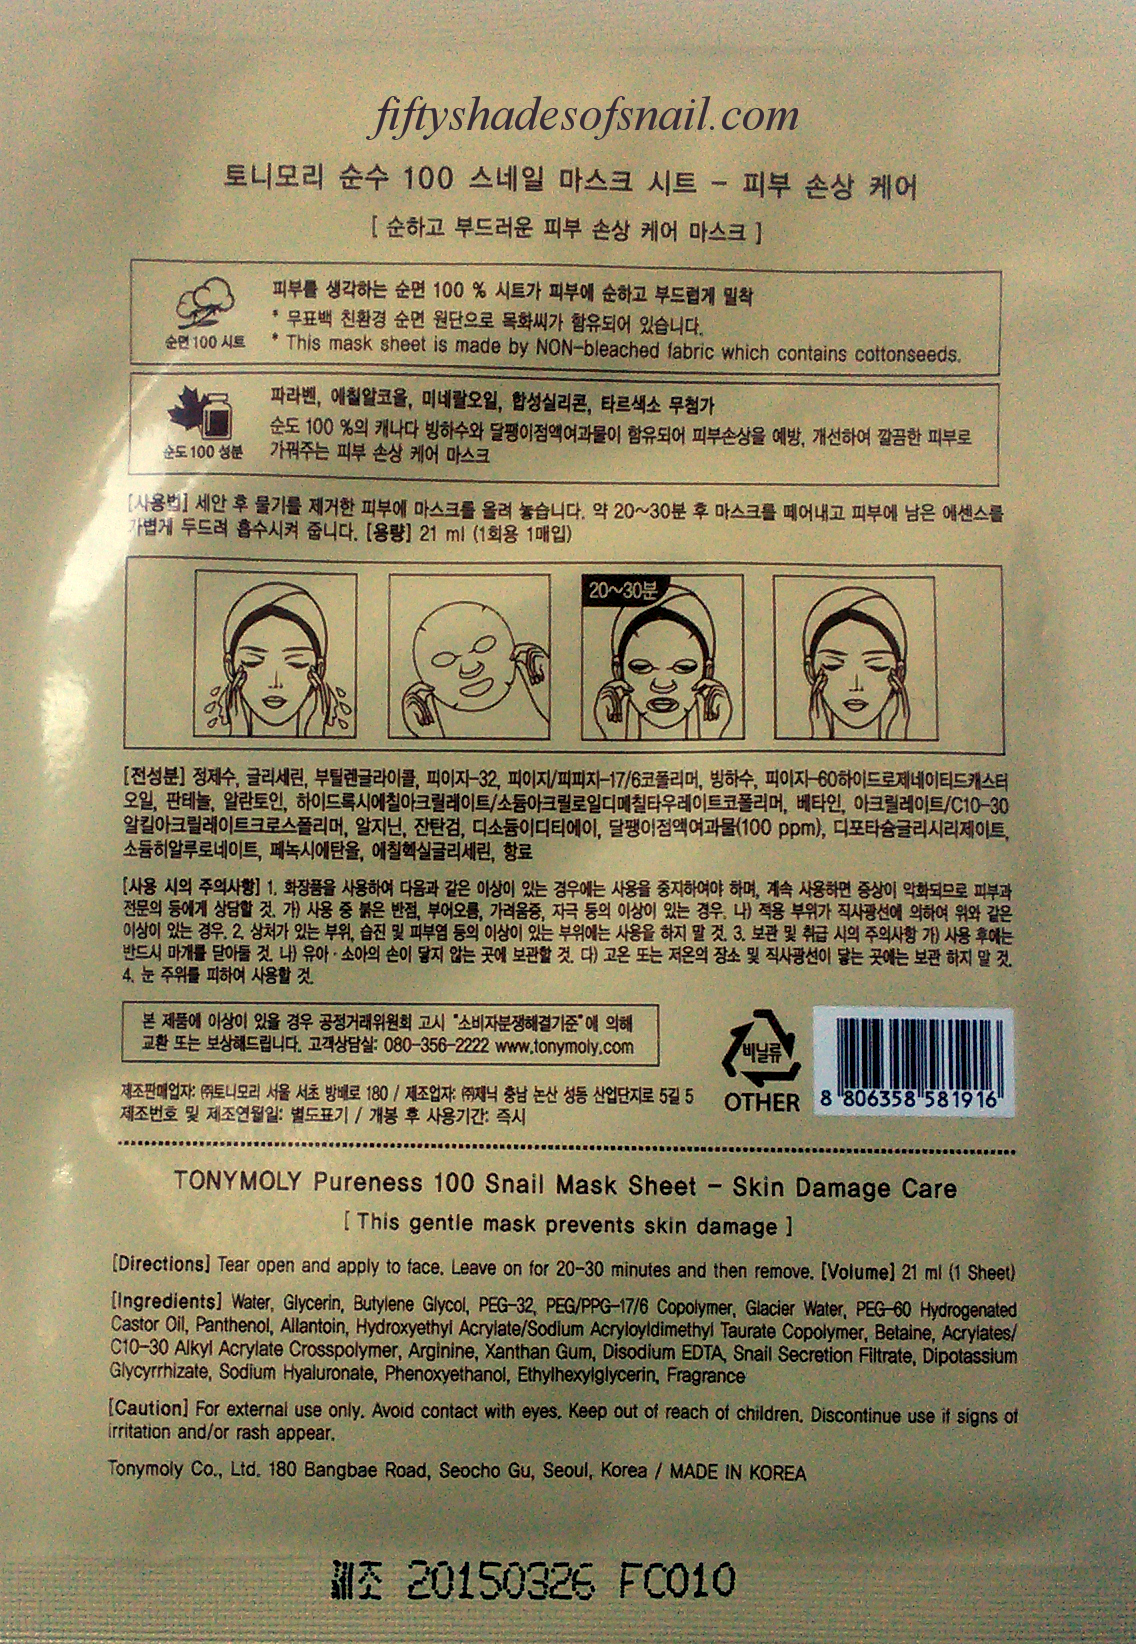 fiftyshadesofsnail.com
토니모리 순수 100 스네일 마스크 시트 - 피부 손상 케어
[ 순하고 부드러운 피부 손상 케어 마스크 ]
순면 100 시트
피부를 생각하는 순면 100 % 시트가 피부에 순하고 부드럽게 밀착
* 무표백 친환경 순면 원단으로 목화씨가 함유되어 있습니다.
* This mask sheet is made by NON-bleached fabric which contains cottonseeds.
순도 100 성분
파라벤, 에칠알코올, 미네랄오일, 합성실리콘, 타르색소 무첨가
순도 100 %의 캐나다 빙하수와 달팽이점액여과물이 함유되어 피부손상을 예방, 개선하여 깔끔한 피부로
가꿔주는 피부 손상 케어 마스크
[사용법] 세안 후 물기를 제거한 피부에 마스크를 올려 놓습니다. 약 20~30분 후 마스크를 떼어내고 피부에 남은 에센스를
가볍게 두드려 흡수시켜 줍니다. [용량] 21 ml (1회용 1매입)
20~30분
[전성분] 정제수, 글리세린, 부틸렌글라이콜, 피이지-32, 피이지/피피지-17/6코폴리머, 빙하수, 피이지-60하이드로제네이티드캐스터
오일, 판테놀, 알란토인, 하이드록시에칠아크릴레이트/소듐아크릴로일디메칠타우레이트코폴리머, 베타인, 아크릴레이트/C10-30
알킬아크릴레이트크로스폴리머, 알지닌, 잔탄검, 디소듐이디티에이, 달팽이점액여과물(100 ppm), 디포타슘글리시리제이트,
소듐히알루로네이트, 페녹시에탄올, 에칠헥실글리세린, 향료
[사용 시의 주의사항] 1. 화장품을 사용하여 다음과 같은 이상이 있는 경우에는 사용을 중지하여야 하며, 계속 사용하면 증상이 악화되므로 피부과
전문의 등에게 상담할 것. 가) 사용 중 붉은 반점, 부어오름, 가려움증, 자극 등의 이상이 있는 경우. 나) 적용 부위가 직사광선에 의하여 위와 같은
이상이 있는 경우. 2. 상처가 있는 부위, 습진 및 피부염 등의 이상이 있는 부위에는 사용을 하지 말 것. 3. 보관 및 취급 시의 주의사항 가) 사용 후에는
반드시 마개를 닫아둘 것. 나) 유아·소아의 손이 닿지 않는 곳에 보관할 것. 다) 고온 또는 저온의 장소 및 직사광선이 닿는 곳에는 보관 하지 말 것.
4. 눈 주위를 피하여 사용할 것.
본 제품에 이상이 있을 경우 공정거래위원회 고시 "소비자분쟁해결기준"에 의해
교환 또는 보상해드립니다. 고객상담실: 080-356-2222 www.tonymoly.com
비닐류
OTHER
8 806358 581916
제조판매업자: ㈜토니모리 서울 서초 방배로 180 / 제조업자: ㈜제닉 충남 논산 성동 산업단지로 5길 5
제조번호 및 제조연월일: 별도표기 / 개봉 후 사용기간: 즉시
TONYMOLY Pureness 100 Snail Mask Sheet - Skin Damage Care
[ This gentle mask prevents skin damage ]
[Directions] Tear open and apply to face. Leave on for 20-30 minutes and then remove. [Volume] 21 ml (1 Sheet)
[Ingredients] Water, Glycerin, Butylene Glycol, PEG-32, PEG/PPG-17/6 Copolymer, Glacier Water, PEG-60 Hydrogenated
Castor Oil, Panthenol, Allantoin, Hydroxyethyl Acrylate/Sodium Acryloyldimethyl Taurate Copolymer, Betaine, Acrylates/
C10-30 Alkyl Acrylate Crosspolymer, Arginine, Xanthan Gum, Disodium EDTA, Snail Secretion Filtrate, Dipotassium
Glycyrrhizate, Sodium Hyaluronate, Phenoxyethanol, Ethylhexylglycerin, Fragrance
[Caution] For external use only. Avoid contact with eyes. Keep out of reach of children. Discontinue use if signs of
irritation and/or rash appear.
Tonymoly Co., Ltd. 180 Bangbae Road, Seocho Gu, Seoul, Korea / MADE IN KOREA
제조 20150326 FC010